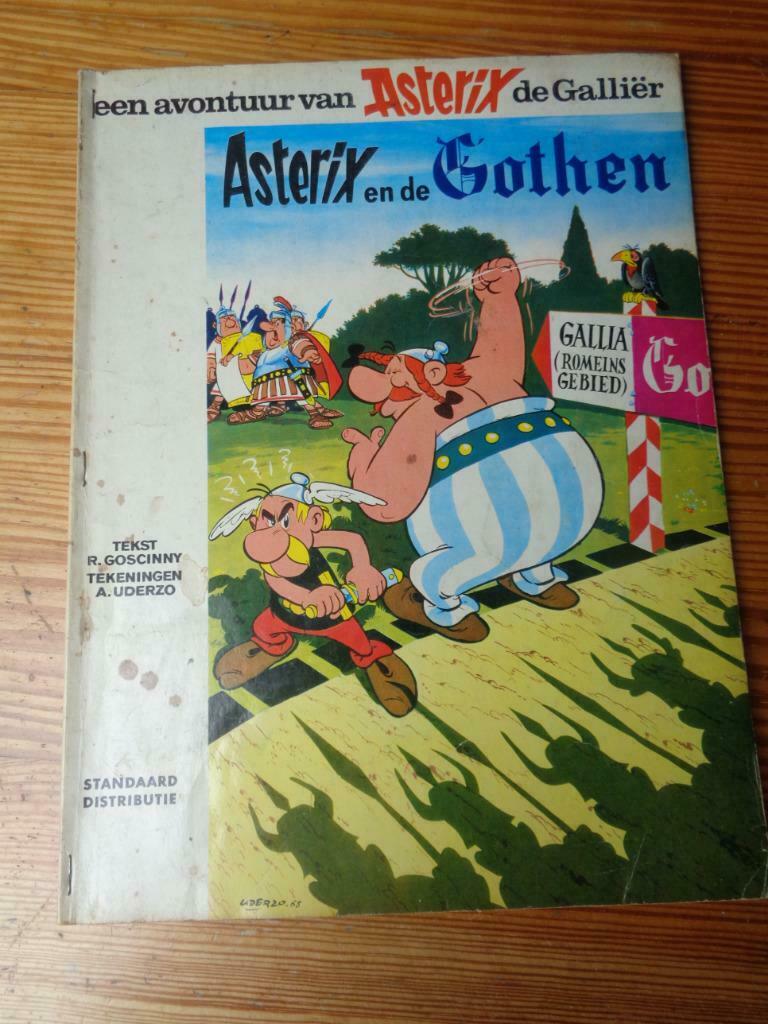 een avontuur van Asterix de Galliër
Asterix en de Gothen
GALLIA
(ROMEINS
GEBIED)
Go
TEKST
R. GOSCINNY
TEKENINGEN
A. UDERZO
STANDAARD
DISTRIBUTIE
UDERZO.65